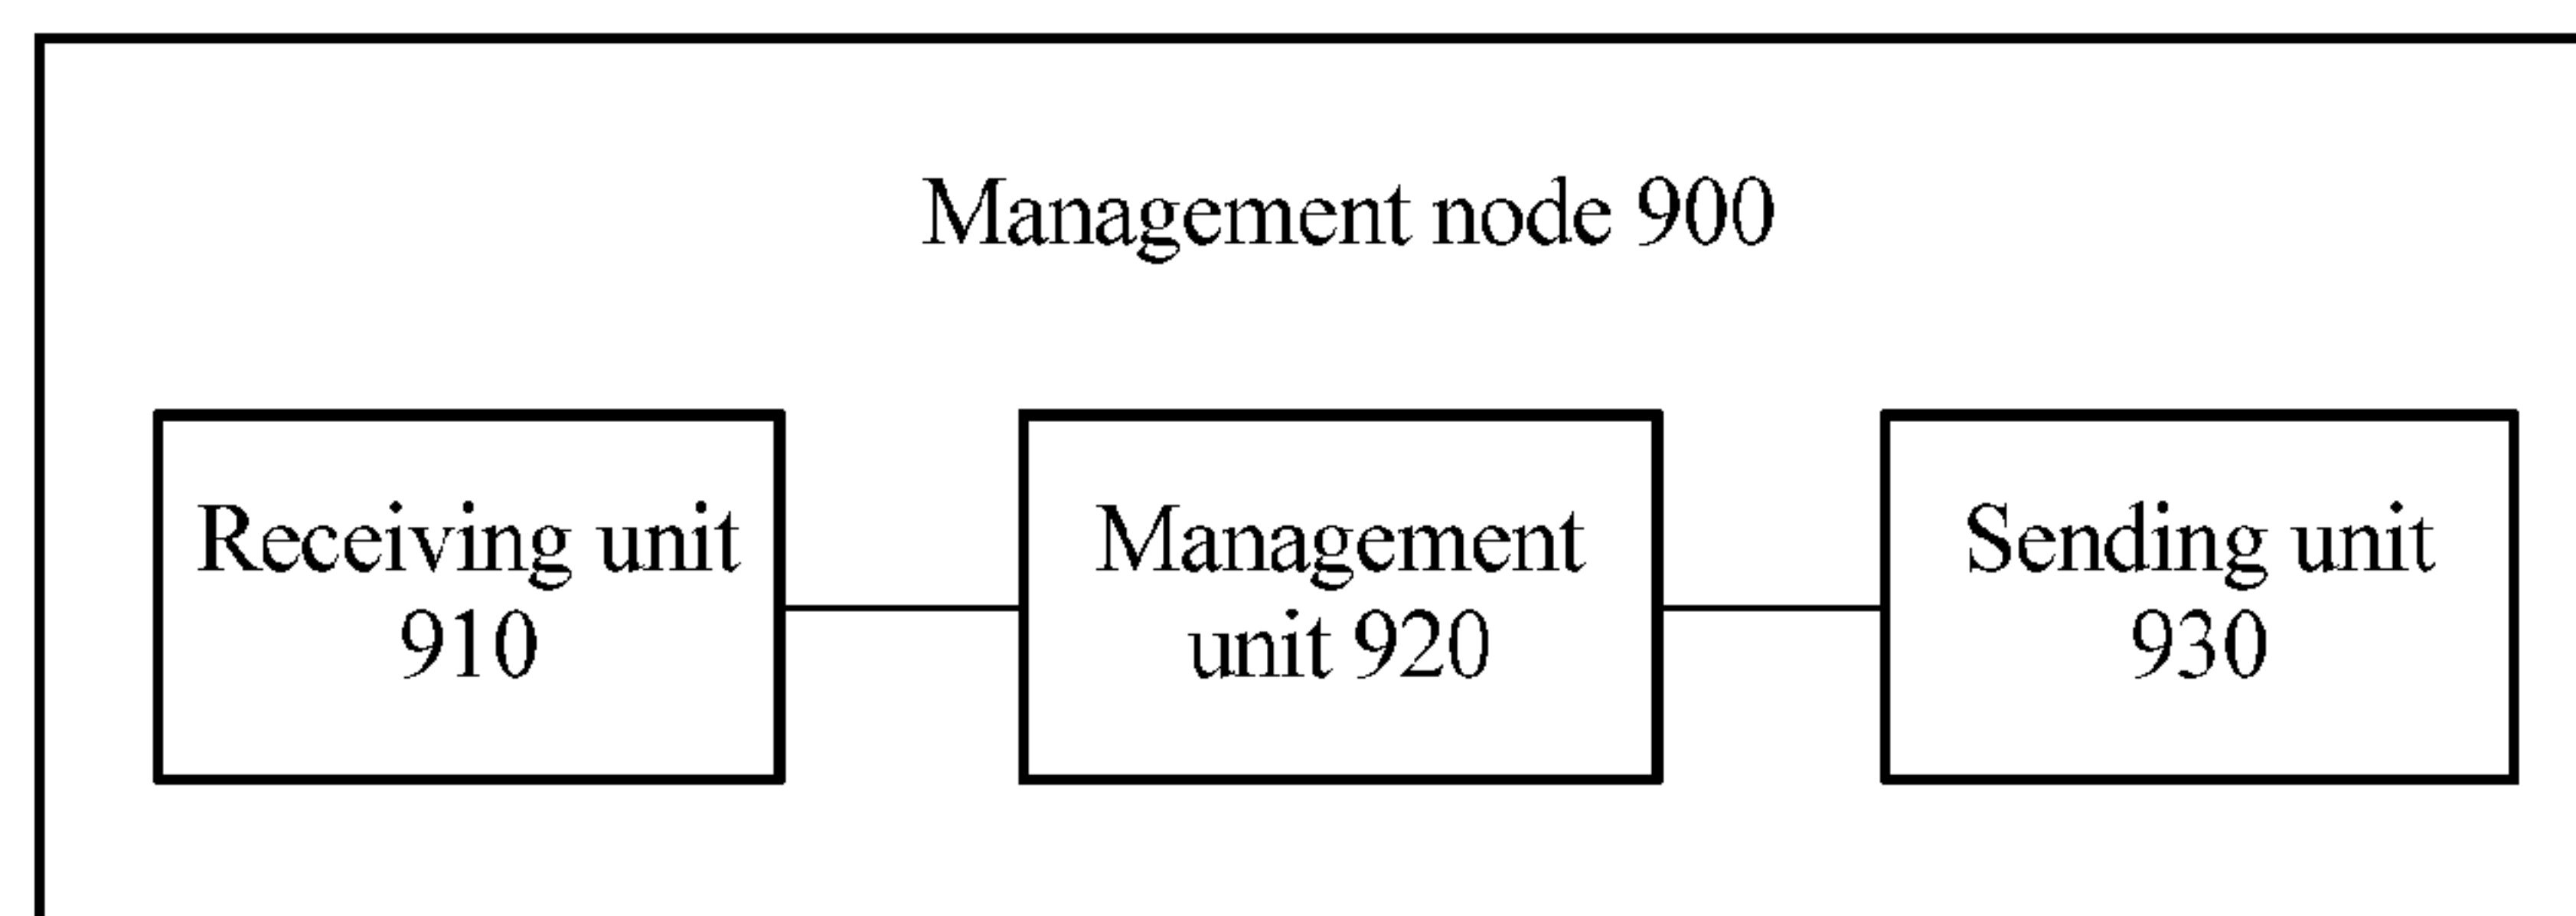 Management node 900
Receiving unit
910
Management
unit 920
Sending unit
930